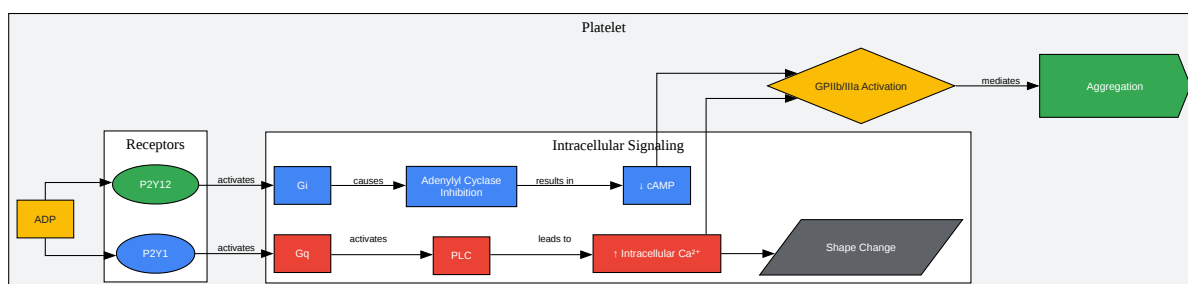 Platelet
GPIIb/IIIa Activation
mediates
Aggregation
Receptors
Intracellular Signaling
P2Y12
activates
Gi
causes
Adenylyl Cyclase
Inhibition
results in
↓ cAMP
ADP
P2Y1
activates
Gq
activates
PLC
leads to
↑ Intracellular Ca²⁺
Shape Change